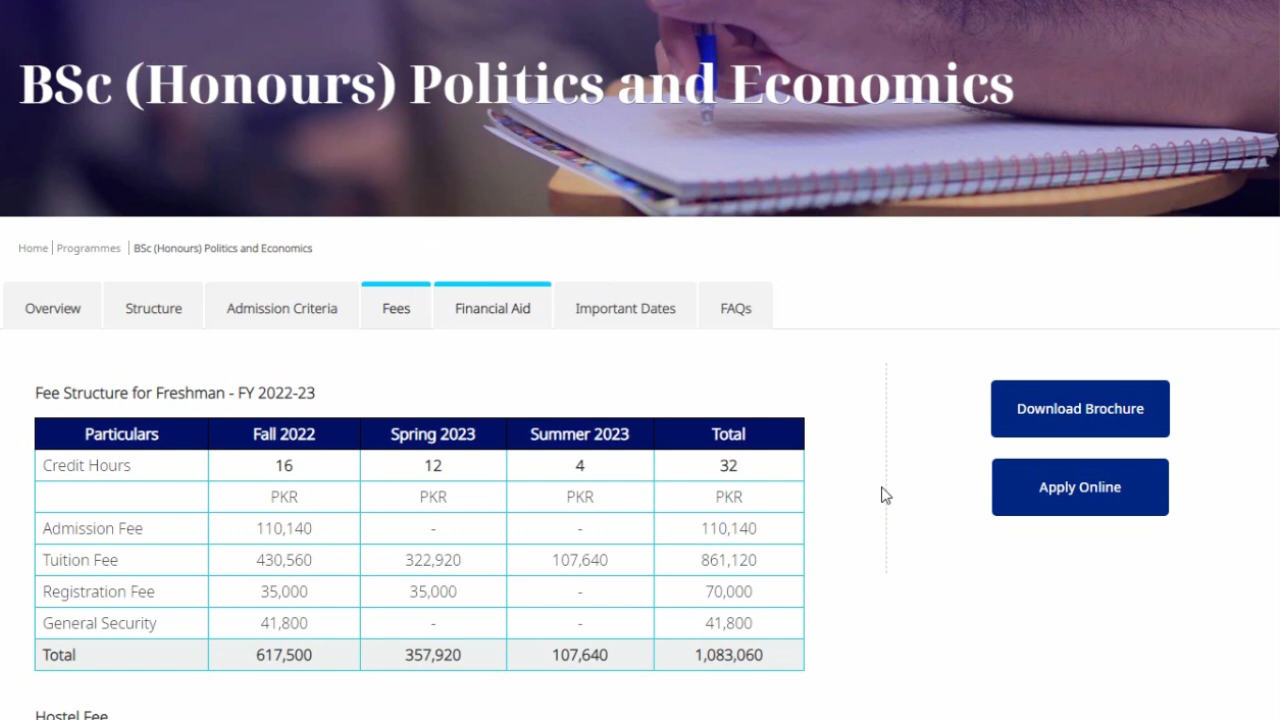 BSc (Honours) Politics and Economics
Home | Programmes | BSc (Honours) Politics and Economics
Overview Structure Admission Criteria Fees Financial Aid Important Dates FAQs
Fee Structure for Freshman - FY 2022-23
Particulars Fall 2022 Spring 2023 Summer 2023 Total
Credit Hours 16 12 4 32
PKR PKR PKR PKR
Admission Fee 110,140 - - 110,140
Tuition Fee 430,560 322,920 107,640 861,120
Registration Fee 35,000 35,000 - 70,000
General Security 41,800 - - 41,800
Total 617,500 357,920 107,640 1,083,060
Download Brochure
Apply Online
Hostel Fee